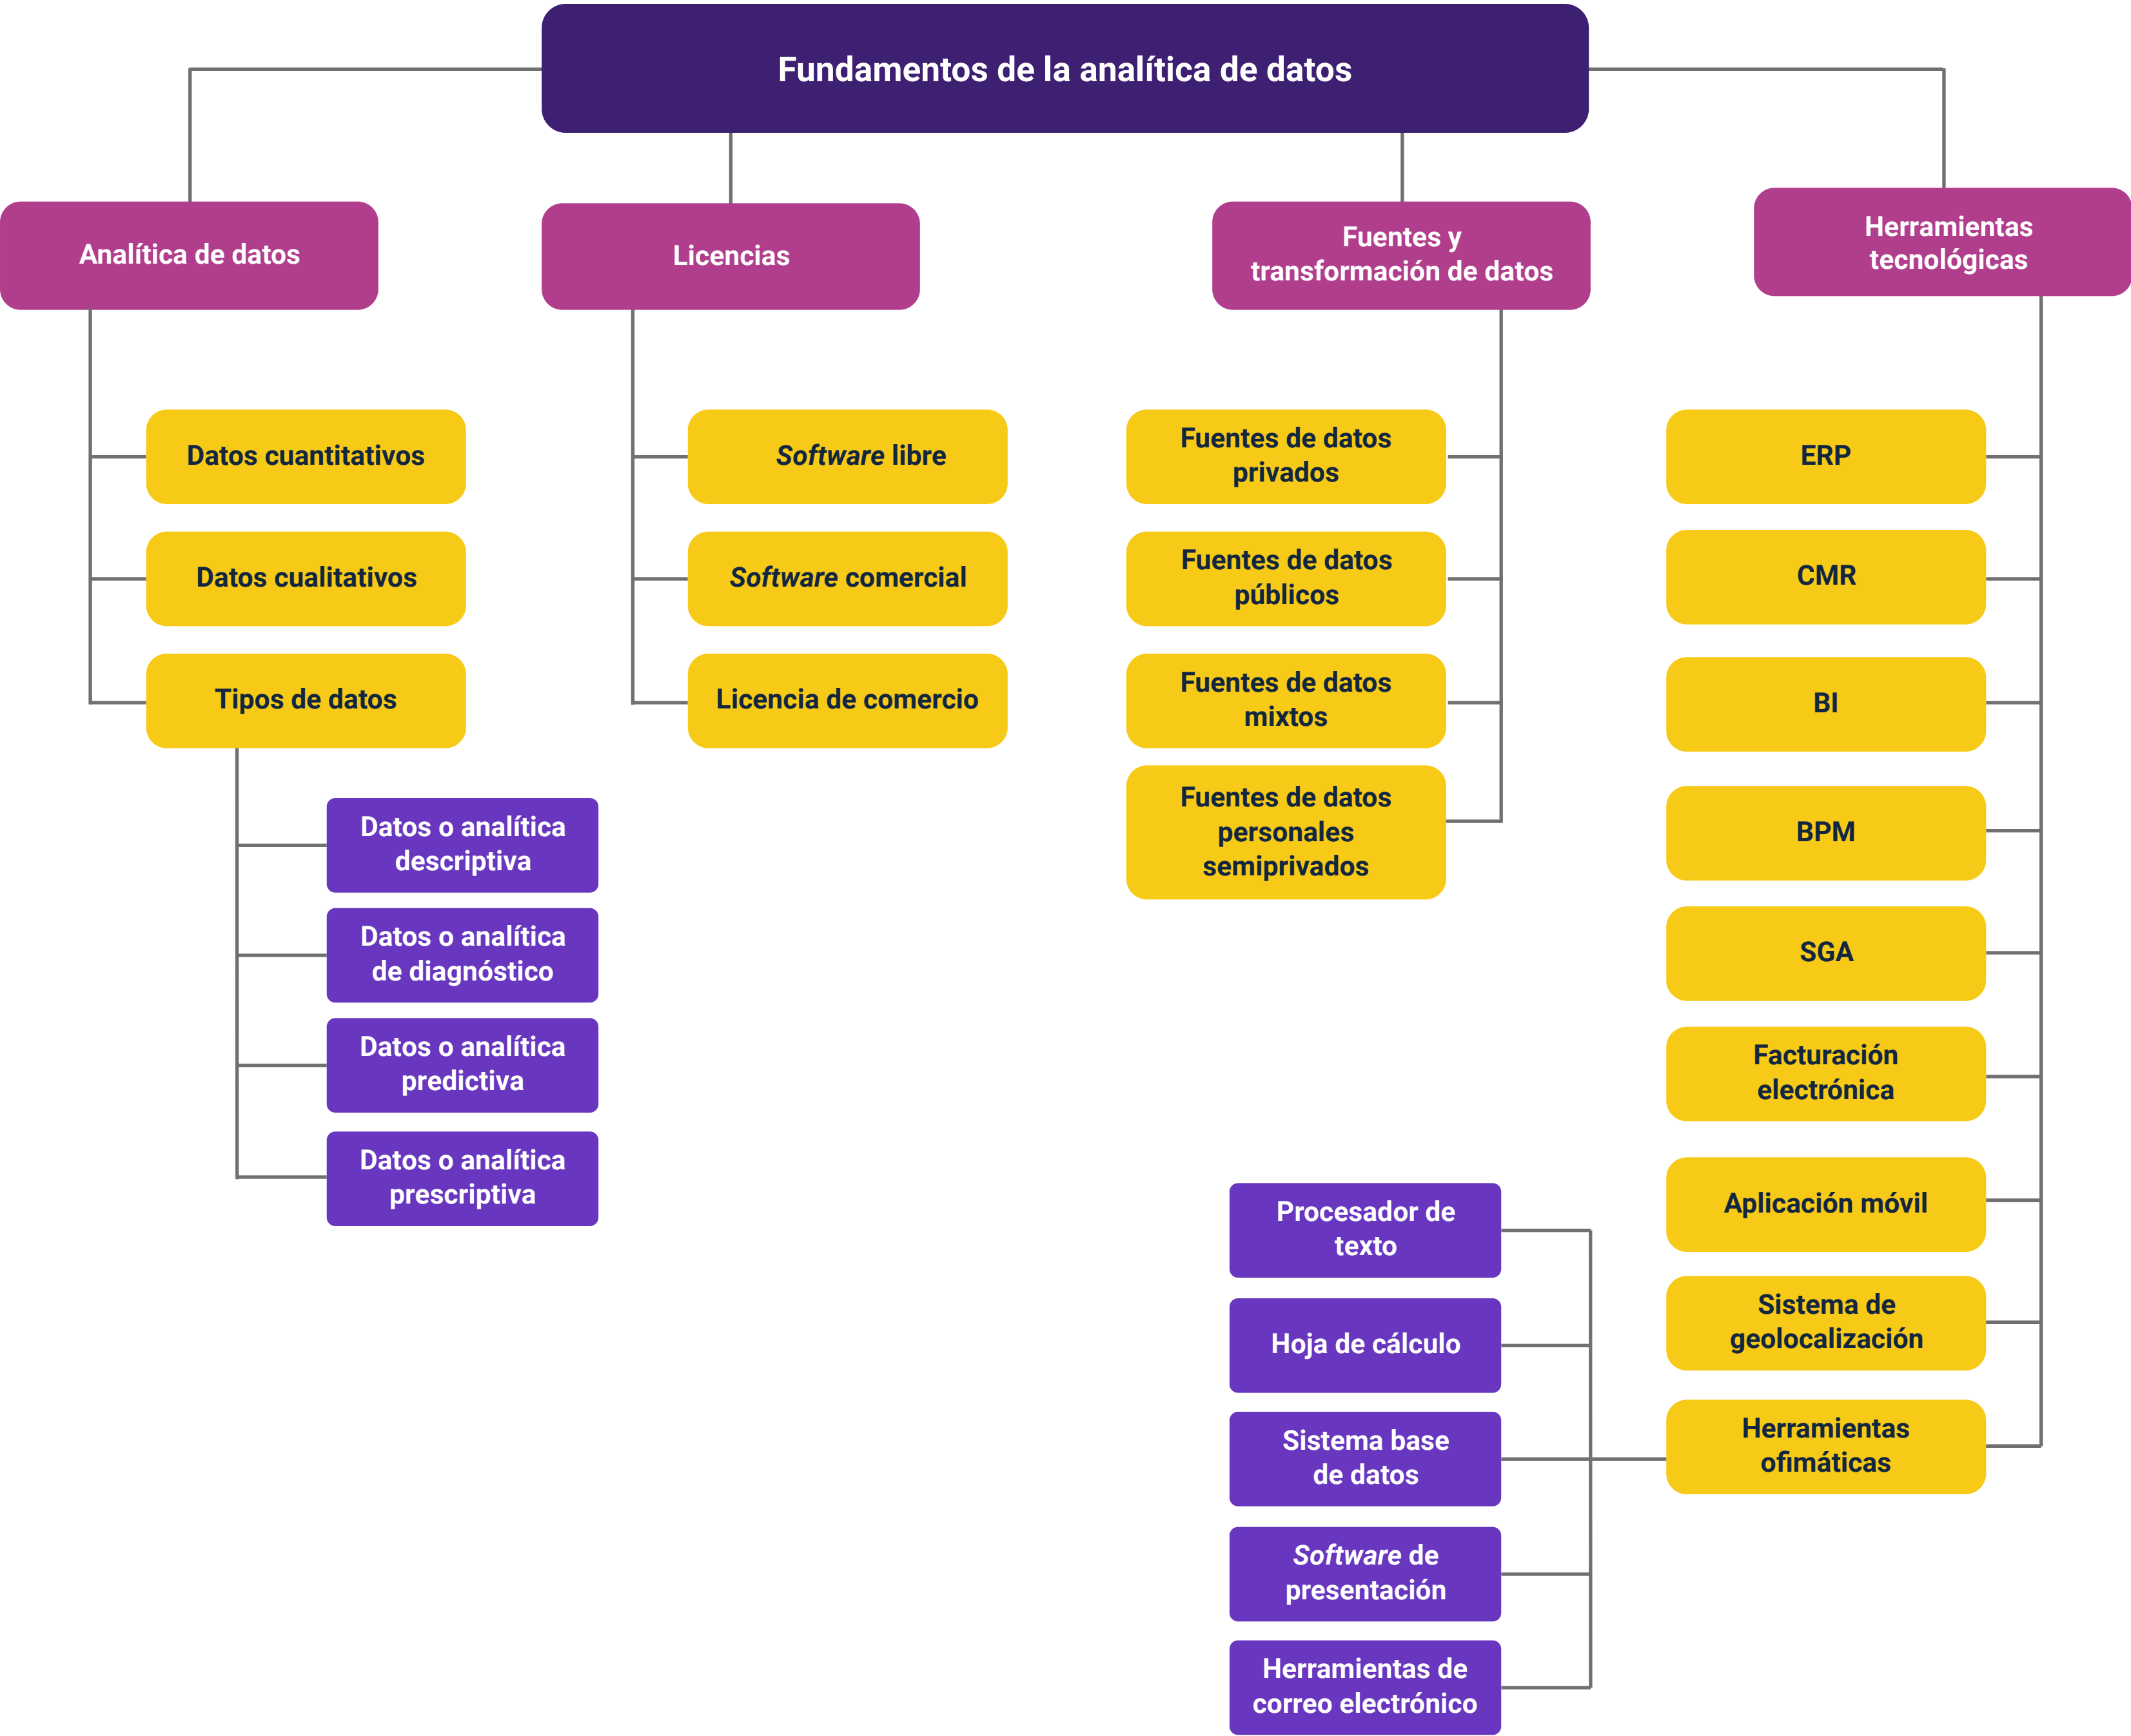 Fundamentos de la analítica de datos
Analítica de datos
Datos cuantitativos
Datos cualitativos
Tipos de datos
Datos o analítica
descriptiva
Datos o analítica
de diagnóstico
Datos o analítica
predictiva
Datos o analítica
prescriptiva
Licencias
Software libre
Software comercial
Licencia de comercio
Fuentes y
transformación de datos
Fuentes de datos
privados
Fuentes de datos
públicos
Fuentes de datos
mixtos
Fuentes de datos
personales
semiprivados
Herramientas
tecnológicas
ERP
CMR
BI
BPM
SGA
Facturación
electrónica
Aplicación móvil
Sistema de
geolocalización
Herramientas
ofimáticas
Procesador de
texto
Hoja de cálculo
Sistema base
de datos
Software de
presentación
Herramientas de
correo electrónico